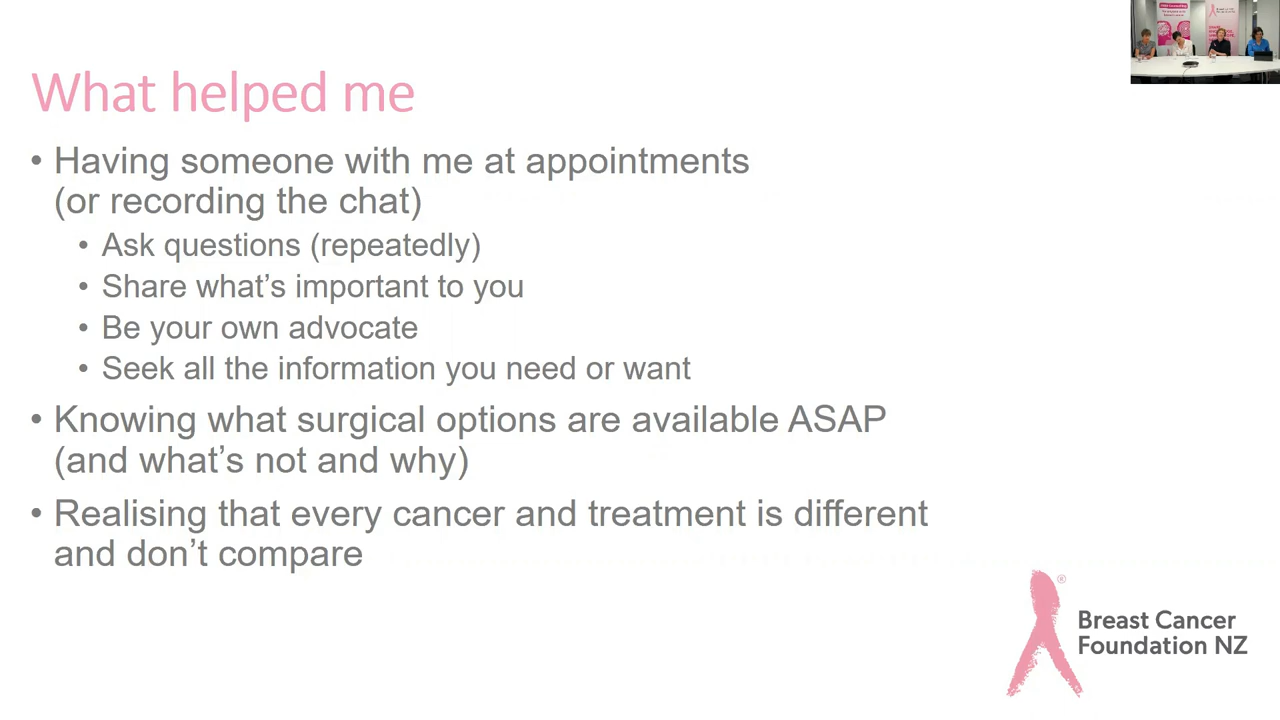 What helped me
• Having someone with me at appointments
(or recording the chat)
• Ask questions (repeatedly)
• Share what’s important to you
• Be your own advocate
• Seek all the information you need or want
• Knowing what surgical options are available ASAP
(and what’s not and why)
• Realising that every cancer and treatment is different
and don’t compare
®
Breast Cancer
Foundation NZ